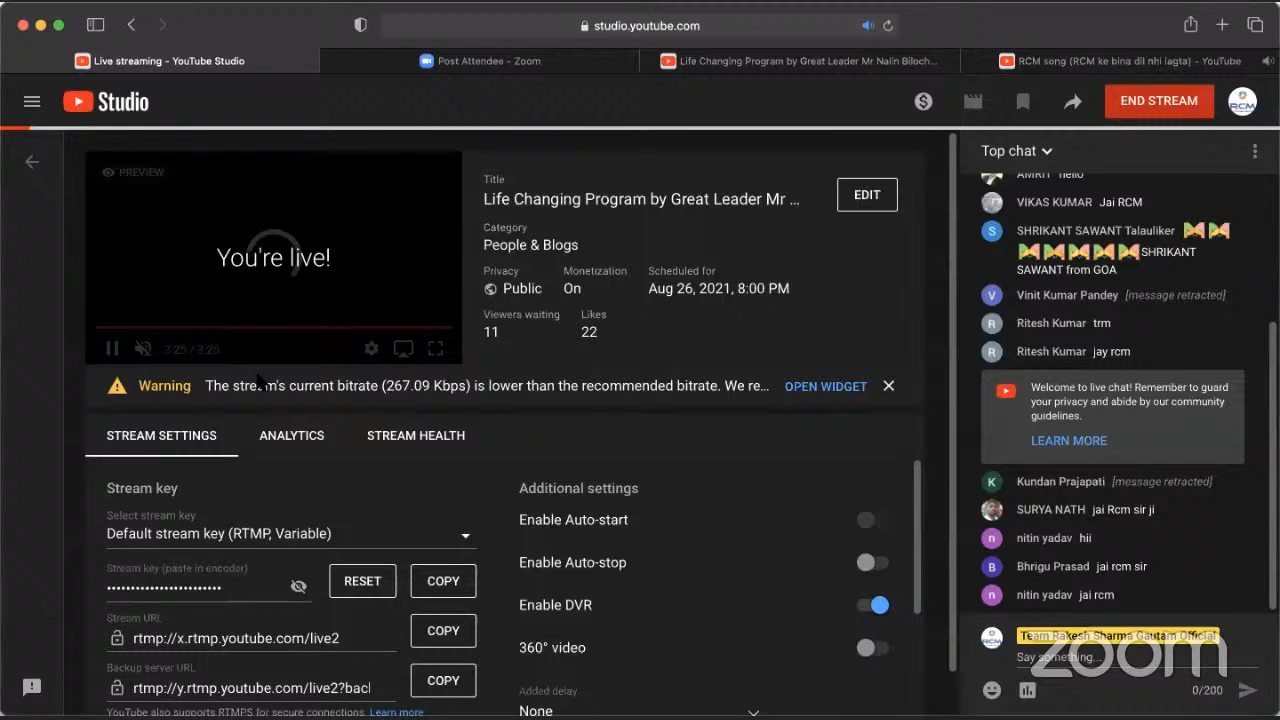 studio.youtube.com
Live streaming - YouTube Studio
Post Attendee - Zoom
Life Changing Program by Great Leader Mr Nalin Biloch...
RCM song (RCM ke bina dil nhi lagta) - YouTube
Studio
END STREAM
RCM
PREVIEW
You're live!
3:25 / 3:25
Title
Life Changing Program by Great Leader Mr ...
EDIT
Category
People & Blogs
Privacy
Monetization
Scheduled for
Public
On
Aug 26, 2021, 8:00 PM
Viewers waiting
Likes
11
22
Warning
The stream's current bitrate (267.09 Kbps) is lower than the recommended bitrate. We re...
OPEN WIDGET
STREAM SETTINGS
ANALYTICS
STREAM HEALTH
Stream key
Select stream key
Default stream key (RTMP, Variable)
Stream key (paste in encoder)
RESET
COPY
Stream URL
rtmp://x.rtmp.youtube.com/live2
COPY
Backup server URL
rtmp://y.rtmp.youtube.com/live2?bac
COPY
YouTube also supports RTMPS for secure connections. Learn more
Additional settings
Enable Auto-start
Enable Auto-stop
Enable DVR
360° video
Added delay
None
Top chat
AMRIT hello
VIKAS KUMAR Jai RCM
S
SHRIKANT SAWANT Talauliker
SHRIKANT
SAWANT from GOA
V
Vinit Kumar Pandey [message retracted]
R
Ritesh Kumar trm
R
Ritesh Kumar jay rcm
Welcome to live chat! Remember to guard
your privacy and abide by our community
guidelines.
LEARN MORE
K
Kundan Prajapati [message retracted]
SURYA NATH jai Rcm sir ji
n
nitin yadav hii
B
Bhrigu Prasad jai rcm sir
n
nitin yadav jai rcm
RCM
Team Rakesh Sharma Gautam Official
Say something...
zoom
0/200